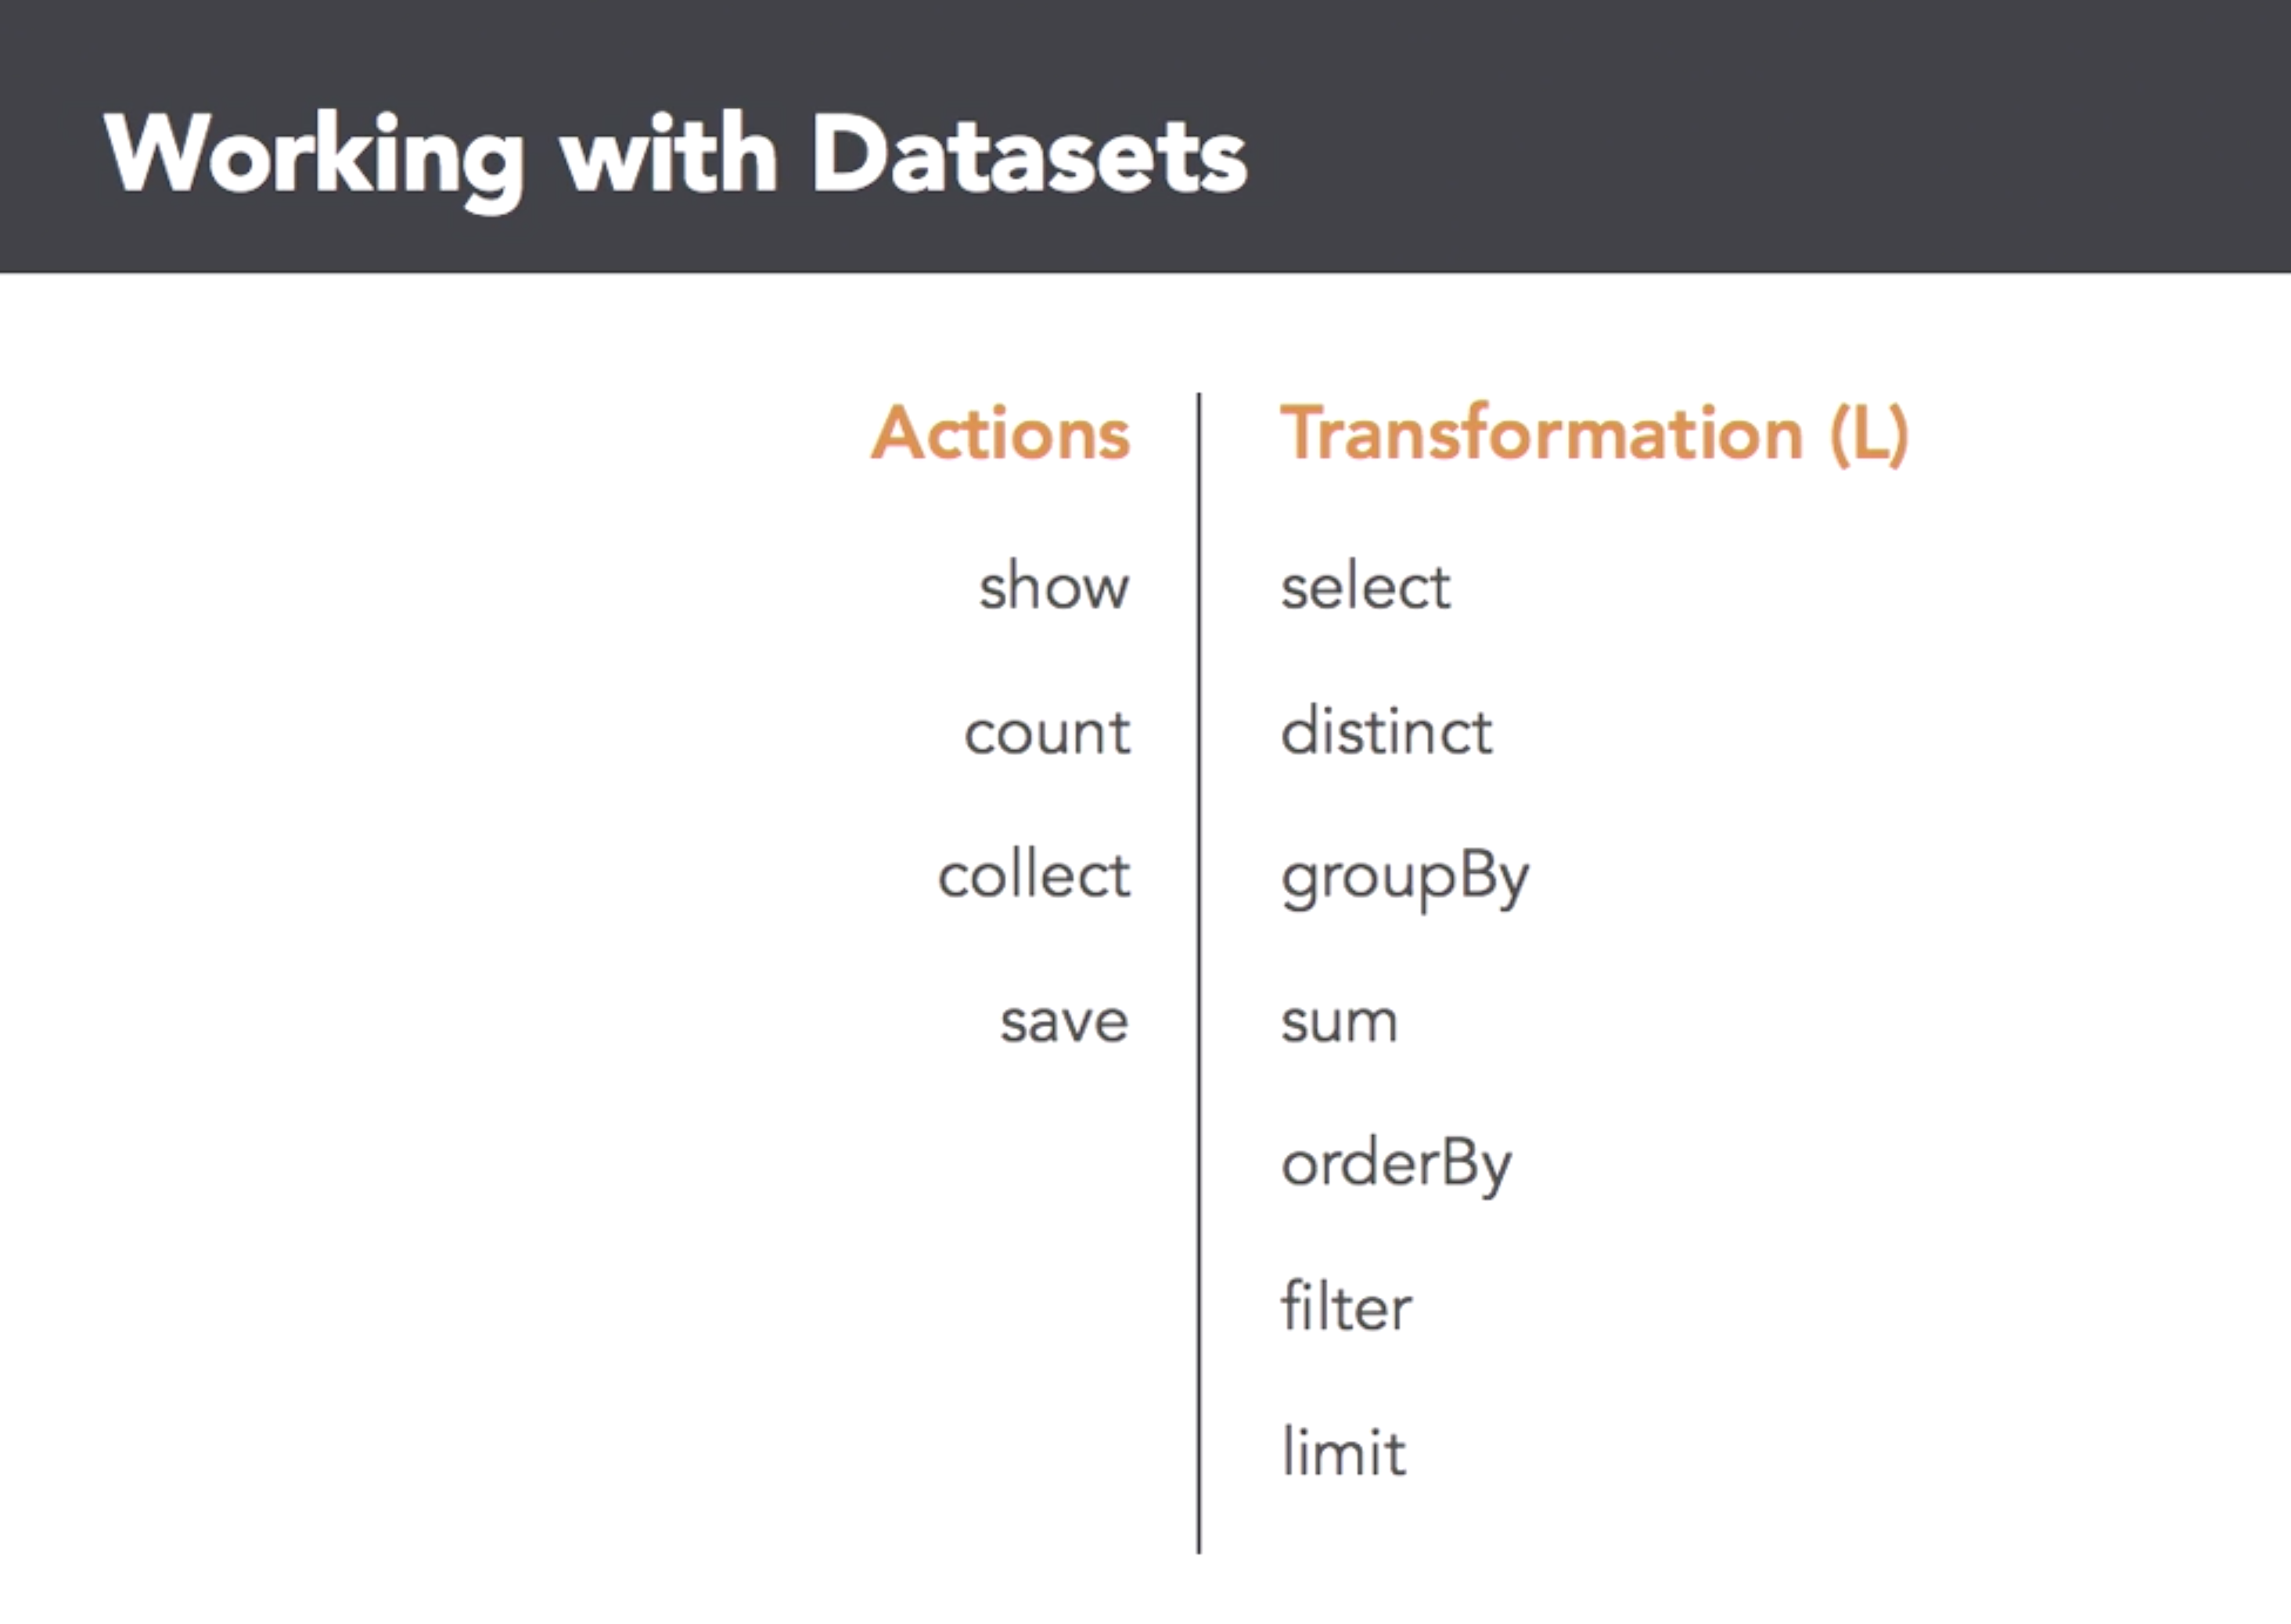 Working with Datasets
Actions
show
count
collect
save
Transformation (L)
select
distinct
groupBy
sum
orderBy
filter
limit